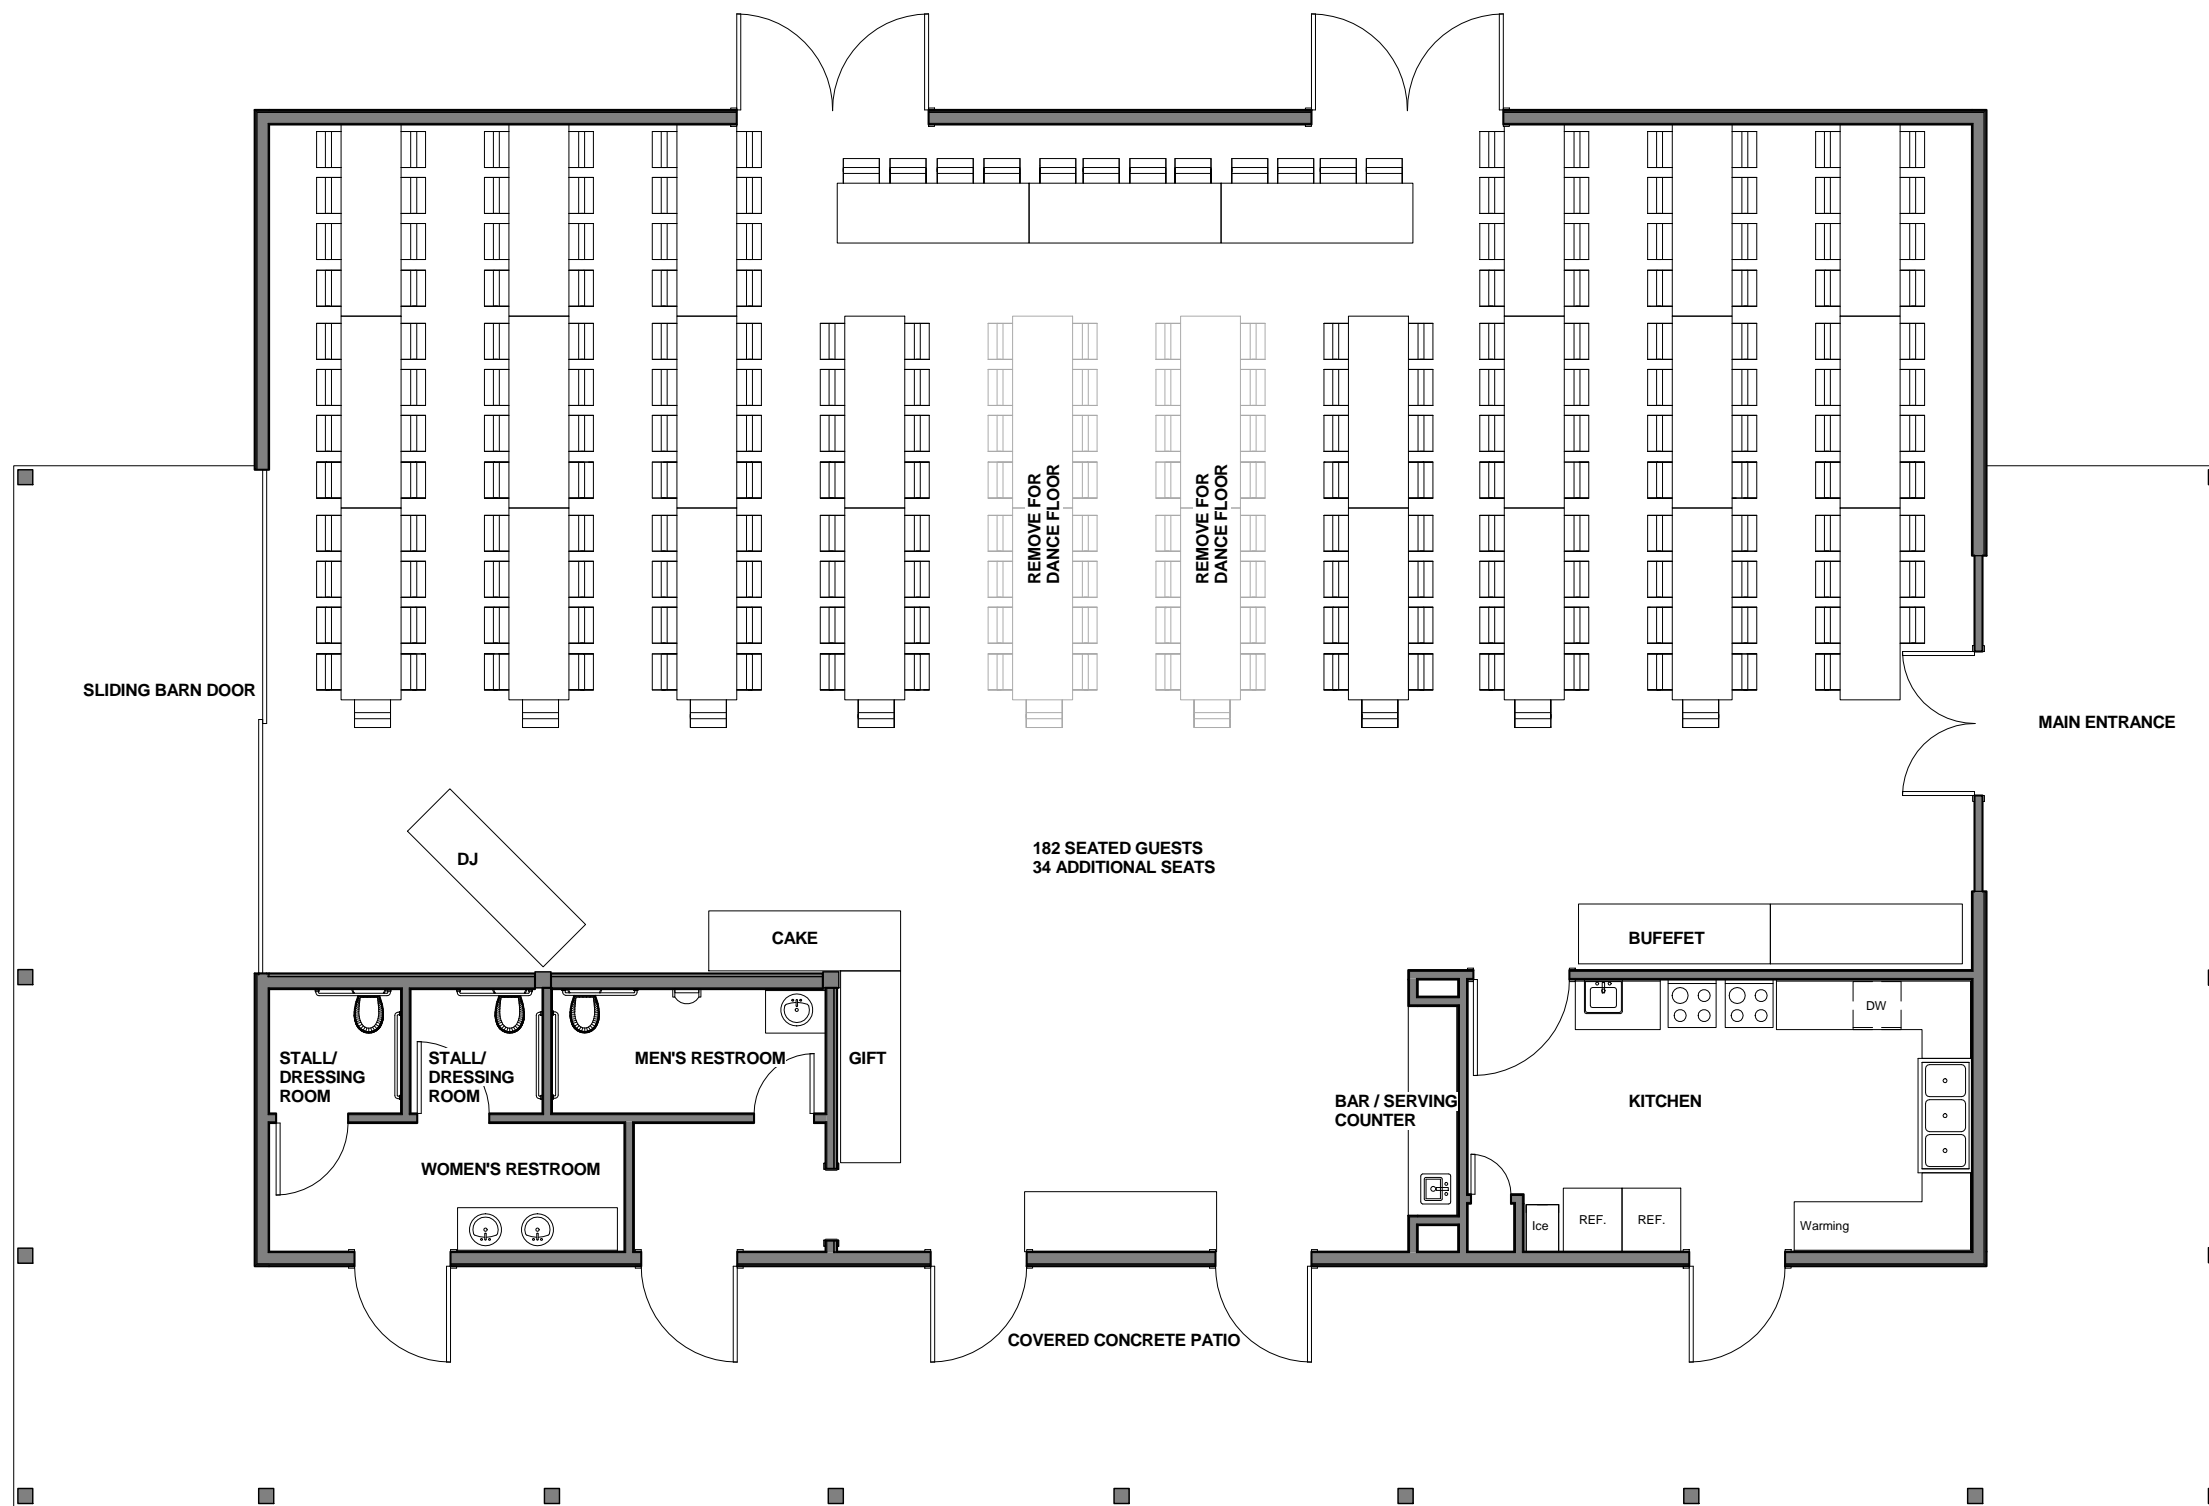 REMOVE FOR
DANCE FLOOR
REMOVE FOR
DANCE FLOOR
SLIDING BARN DOOR
MAIN ENTRANCE
DJ
182 SEATED GUESTS
34 ADDITIONAL SEATS
CAKE
BUFEFET
DW
STALL/
DRESSING
ROOM
STALL/
DRESSING
ROOM
MEN'S RESTROOM
GIFT
BAR / SERVING
COUNTER
KITCHEN
WOMEN'S RESTROOM
Ice
REF.
REF.
Warming
COVERED CONCRETE PATIO